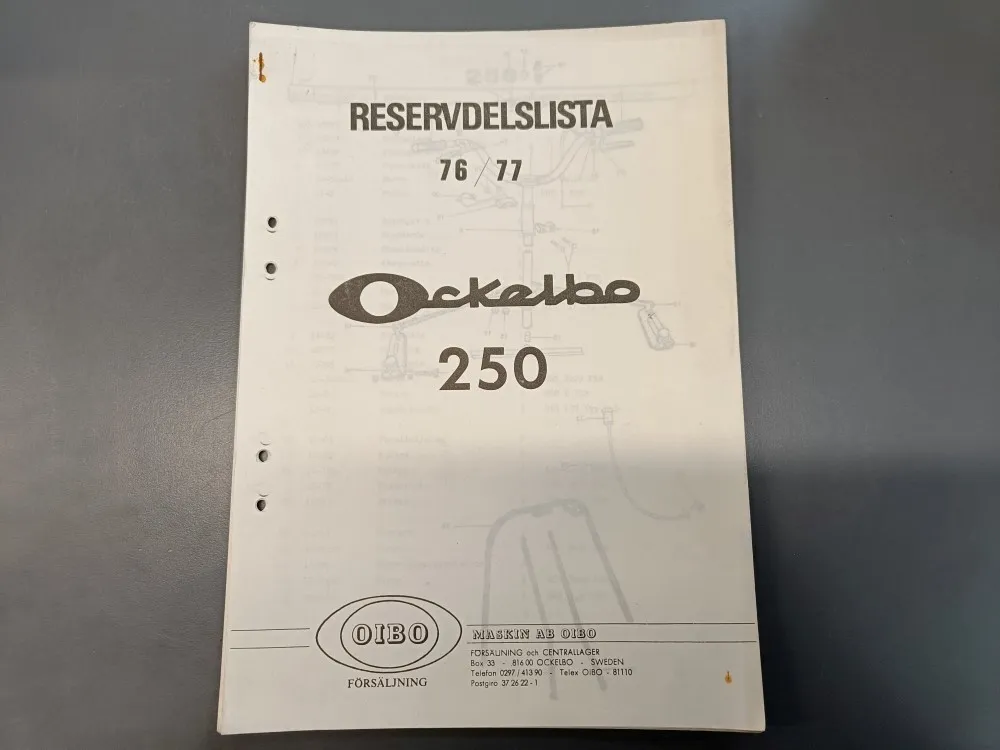 RESERVDELSLISTA
76/77
Ockelbo
250
OIBO
FÖRSÄLJNING
MASKIN AB OIBO
FÖRSÄLJNING och CENTRALLAGER
Box 33 - 816 00 OCKELBO - SWEDEN
Telefon 0297/413 90 - Telex OIBO - 81110
Postgiro 37 26 22 - 1